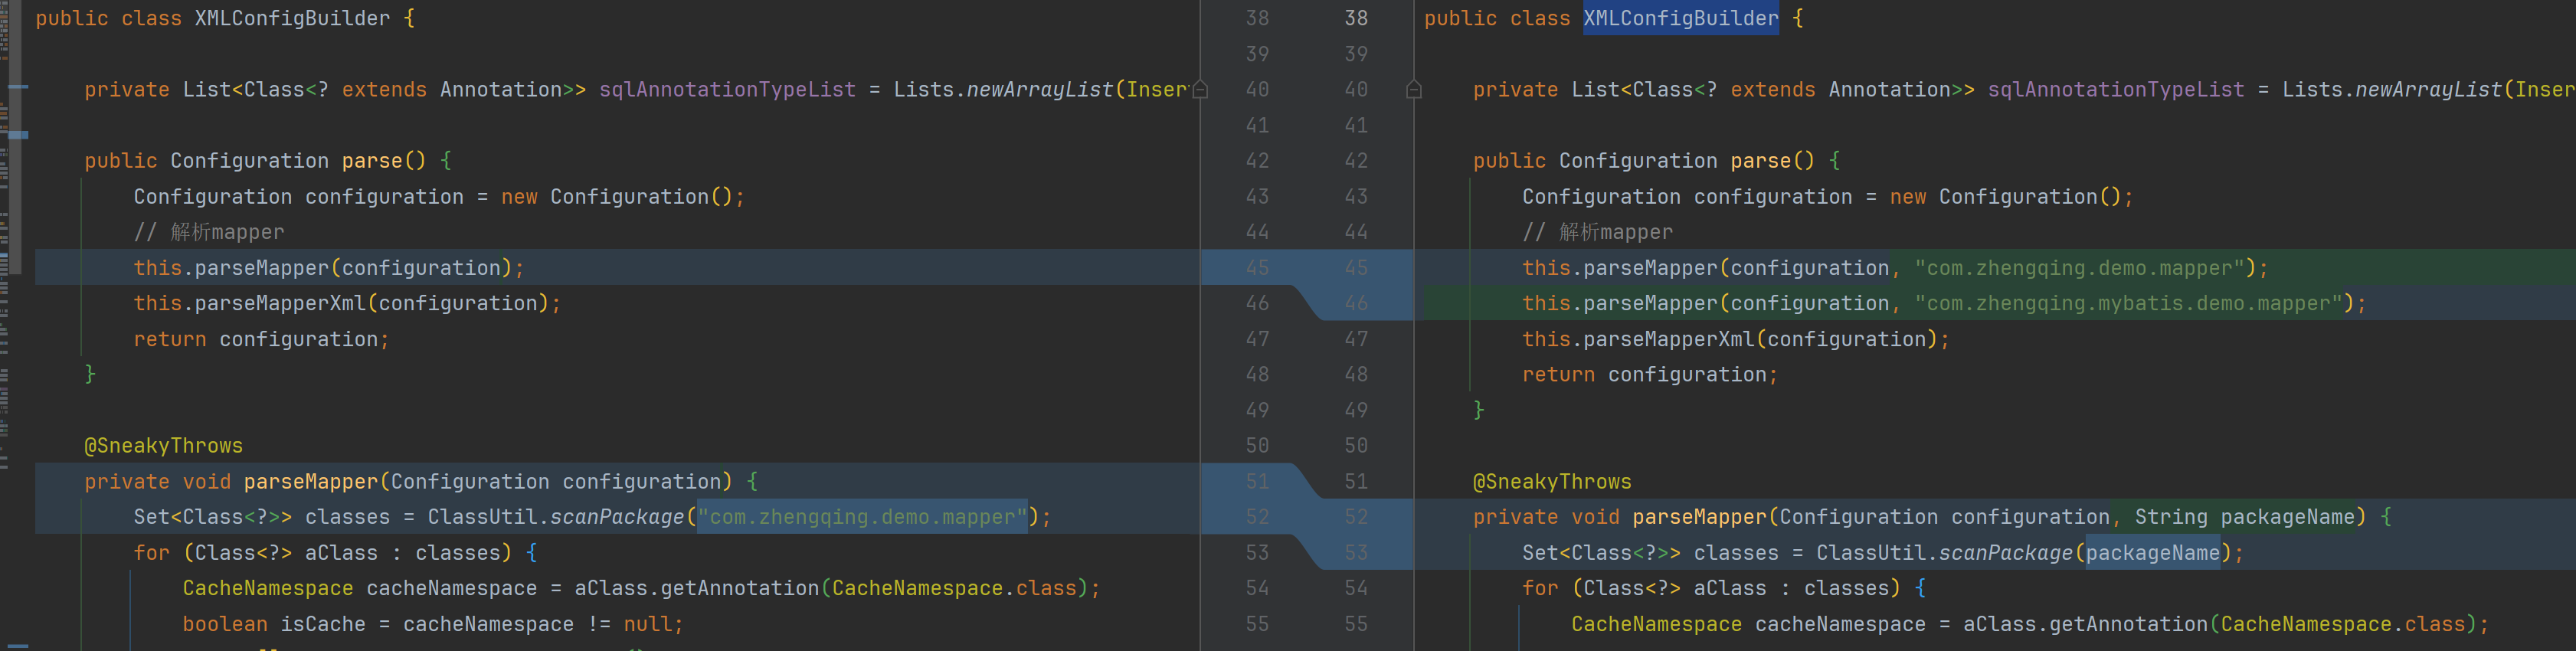 public class XMLConfigBuilder {
private List<Class<? extends Annotation>> sqlAnnotationTypeList = Lists.newArrayList(Inser
public Configuration parse() {
Configuration configuration = new Configuration();
// 解析mapper
this.parseMapper(configuration);
this.parseMapperXml(configuration);
return configuration;
}
@SneakyThrows
private void parseMapper(Configuration configuration) {
Set<Class<?>> classes = ClassUtil.scanPackage("com.zhengqing.demo.mapper");
for (Class<?> aClass : classes) {
CacheNamespace cacheNamespace = aClass.getAnnotation(CacheNamespace.class);
boolean isCache = cacheNamespace != null;
38 38
39 39
40 40
41 41
42 42
43 43
44 44
45 45
46 46
47 47
48 48
49 49
50 50
51 51
52 52
53 53
54 54
55 55
public class XMLConfigBuilder {
private List<Class<? extends Annotation>> sqlAnnotationTypeList = Lists.newArrayList(Inser
public Configuration parse() {
Configuration configuration = new Configuration();
// 解析mapper
this.parseMapper(configuration, "com.zhengqing.demo.mapper");
this.parseMapper(configuration, "com.zhengqing.mybatis.demo.mapper");
this.parseMapperXml(configuration);
return configuration;
}
@SneakyThrows
private void parseMapper(Configuration configuration, String packageName) {
Set<Class<?>> classes = ClassUtil.scanPackage(packageName);
for (Class<?> aClass : classes) {
CacheNamespace cacheNamespace = aClass.getAnnotation(CacheNamespace.class);